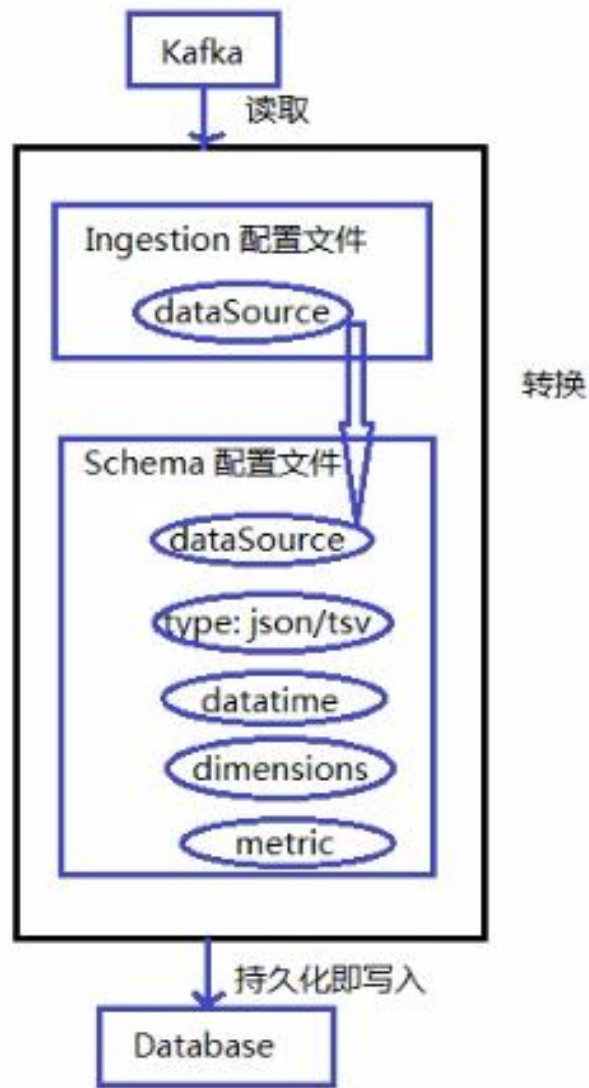 Kafka
读取
Ingestion 配置文件
dataSource
转换
Schema 配置文件
dataSource
type: json/tsv
datatime
dimensions
metric
持久化即写入
Database